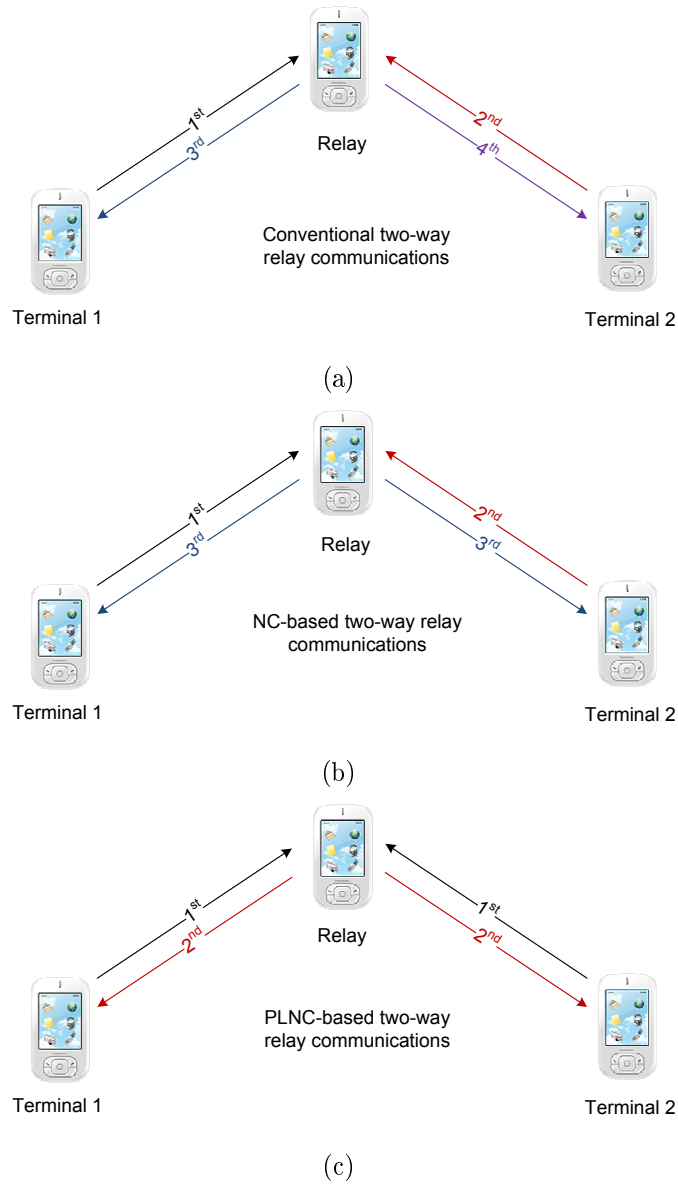 1st
3rd
Relay
2nd
4th
Conventional two-way
relay communications
Terminal 1
Terminal 2
(a)
1st
3rd
Relay
2nd
3rd
NC-based two-way relay
communications
Terminal 1
Terminal 2
(b)
1st
2nd
Relay
1st
2nd
PLNC-based two-way
relay communications
Terminal 1
Terminal 2
(c)